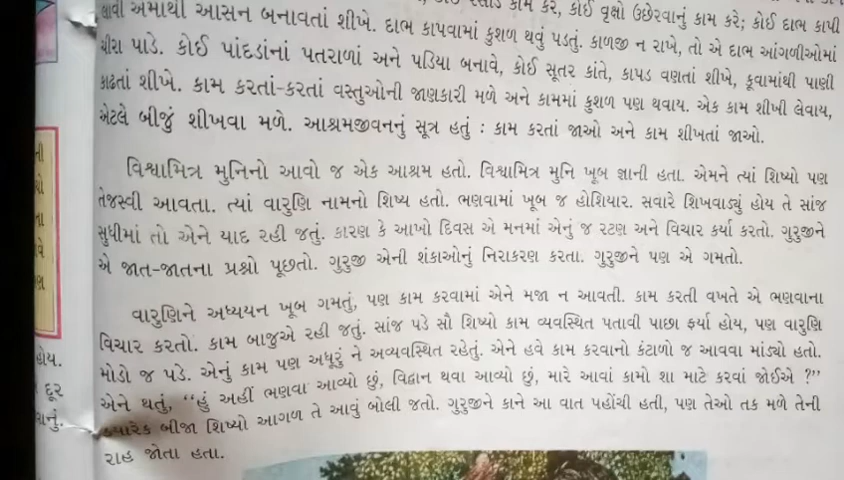 કામ કરે, કોઈ વૃક્ષો ઉછેરવાનું કામ કરે; કોઈ દાભ કાપી
લાવી એમાથી આસન બનાવતાં શીખે. દાભ કાપવામાં કુશળ થવું પડતું. કાળજી ન રાખે, તો એ દાભ આંગળીઓમાં
ચીરા પાડે. કોઈ પાંદડાંનાં પતરાળાં અને પડિયા બનાવે, કોઈ સૂતર કાંતે, કાપડ વણતાં શીખે, કૂવામાંથી પાણી
કાઢતાં શીખે. કામ કરતાં-કરતાં વસ્તુઓની જાણકારી મળે અને કામમાં કુશળ પણ થવાય. એક કામ શીખી લેવાય,
એટલે બીજું શીખવા મળે. આશ્રમજીવનનું સૂત્ર હતું : કામ કરતાં જાઓ અને કામ શીખતાં જાઓ.
વિશ્વામિત્ર મુનિનો આવો જ એક આશ્રમ હતો. વિશ્વામિત્ર મુનિ ખૂબ જ્ઞાની હતા. એમને ત્યાં શિષ્યો પણ
તેજસ્વી આવતા. ત્યાં વારુણિ નામનો શિષ્ય હતો. ભણવામાં ખૂબ જ હોશિયાર. સવારે શિખવાડ્યું હોય તે સાંજ
સુધીમાં તો એને યાદ રહી જતું. કારણ કે આખો દિવસ એ મનમાં એનું જ રટણ અને વિચાર કર્યા કરતો. ગુરુજીને
એ જાત-જાતના પ્રશ્નો પૂછતો. ગુરુજી એની શંકાઓનું નિરાકરણ કરતા. ગુરુજીને પણ એ ગમતો.
વારુણિને અધ્યયન ખૂબ ગમતું, પણ કામ કરવામાં એને મજા ન આવતી. કામ કરતી વખતે એ ભણવાના
વિચાર કરતો. કામ બાજુએ રહી જતું. સાંજ પડે સૌ શિષ્યો કામ વ્યવસ્થિત પતાવી પાછા ફર્યા હોય, પણ વારુણિ
મોડો જ પડે. એનું કામ પણ અધૂરું ને અવ્યવસ્થિત રહેતું. એને હવે કામ કરવાનો કંટાળો જ આવવા માંડ્યો હતો.
એને થતું, “હું અહીં ભણવા આવ્યો છું, વિદ્વાન થવા આવ્યો છું, મારે આવાં કામો શા માટે કરવાં જોઈએ ?”
ક્યારેક બીજા શિષ્યો આગળ તે આવું બોલી જતો. ગુરુજીને કાને આ વાત પહોંચી હતી, પણ તેઓ તક મળે તેની
રાહ જોતા હતા.
હોય.
દૂર